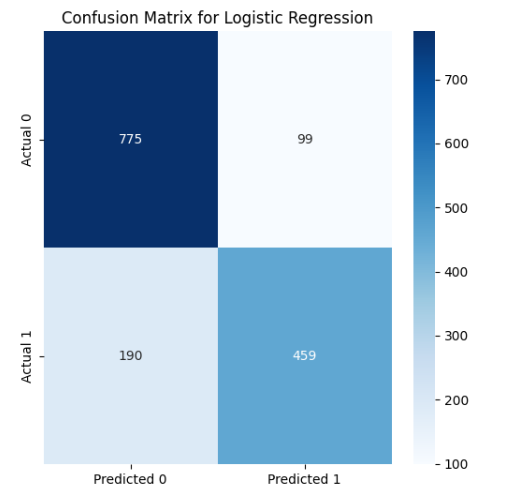 Confusion Matrix for Logistic Regression
Actual 0
775
99
700
600
500
400
300
200
100
Actual 1
190
459
Predicted 0
Predicted 1